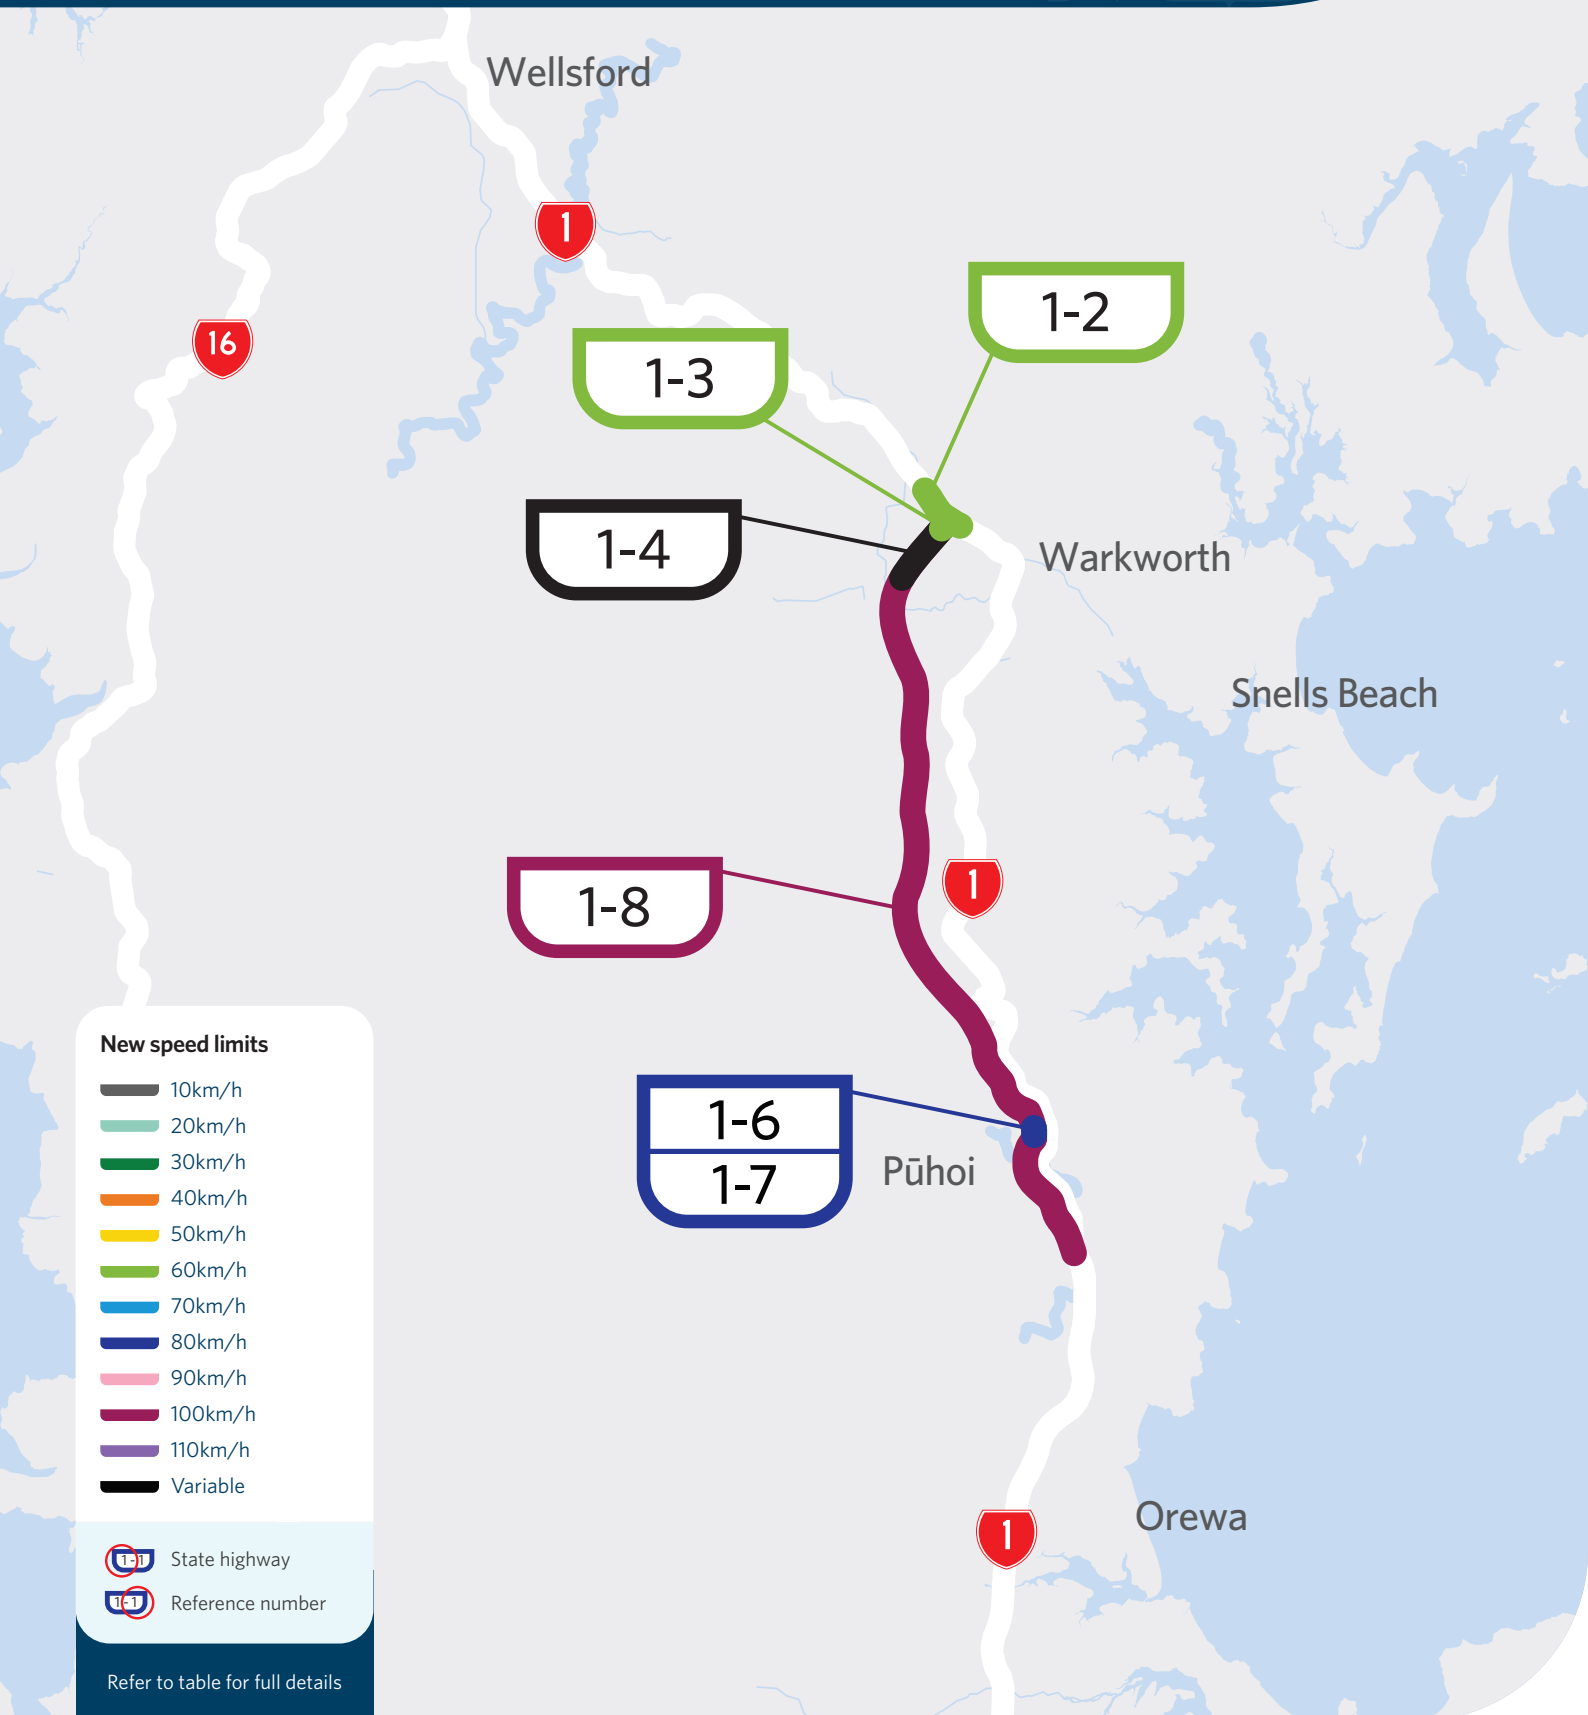 Wellsford
1
1-2
16
1-3
1-4
Warkworth
Snells Beach
1
1-8
1-6
1-7
Pūhoi
New speed limits
10km/h
20km/h
30km/h
40km/h
50km/h
60km/h
70km/h
80km/h
90km/h
100km/h
110km/h
Variable
Orewa
1
1-1 State highway
1-1 Reference number
Refer to table for full details